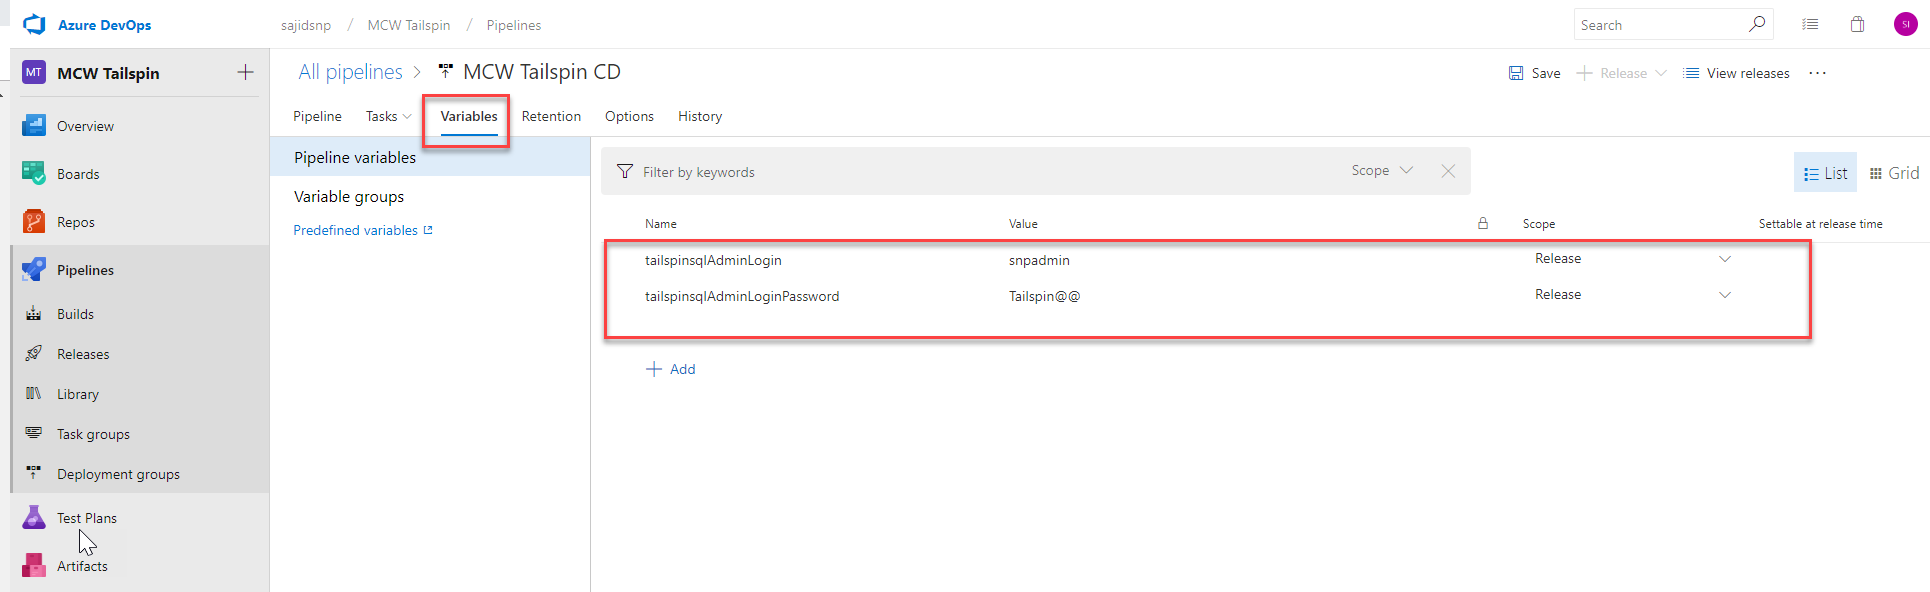 Azure DevOps
sajidsnp / MCW Tailspin / Pipelines
Search
SI
MT MCW Tailspin
All pipelines > MCW Tailspin CD
Save
Release
View releases
Pipeline
Tasks
Variables
Retention
Options
History
Overview
Boards
Repos
Pipelines
Builds
Releases
Library
Task groups
Deployment groups
Test Plans
Artifacts
Pipeline variables
Variable groups
Predefined variables
Filter by keywords
Scope
List
Grid
Name Value Scope Settable at release time
tailspinsqlAdminLogin snpadmin Release
tailspinsqlAdminLoginPassword Tailspin@@ Release
Add